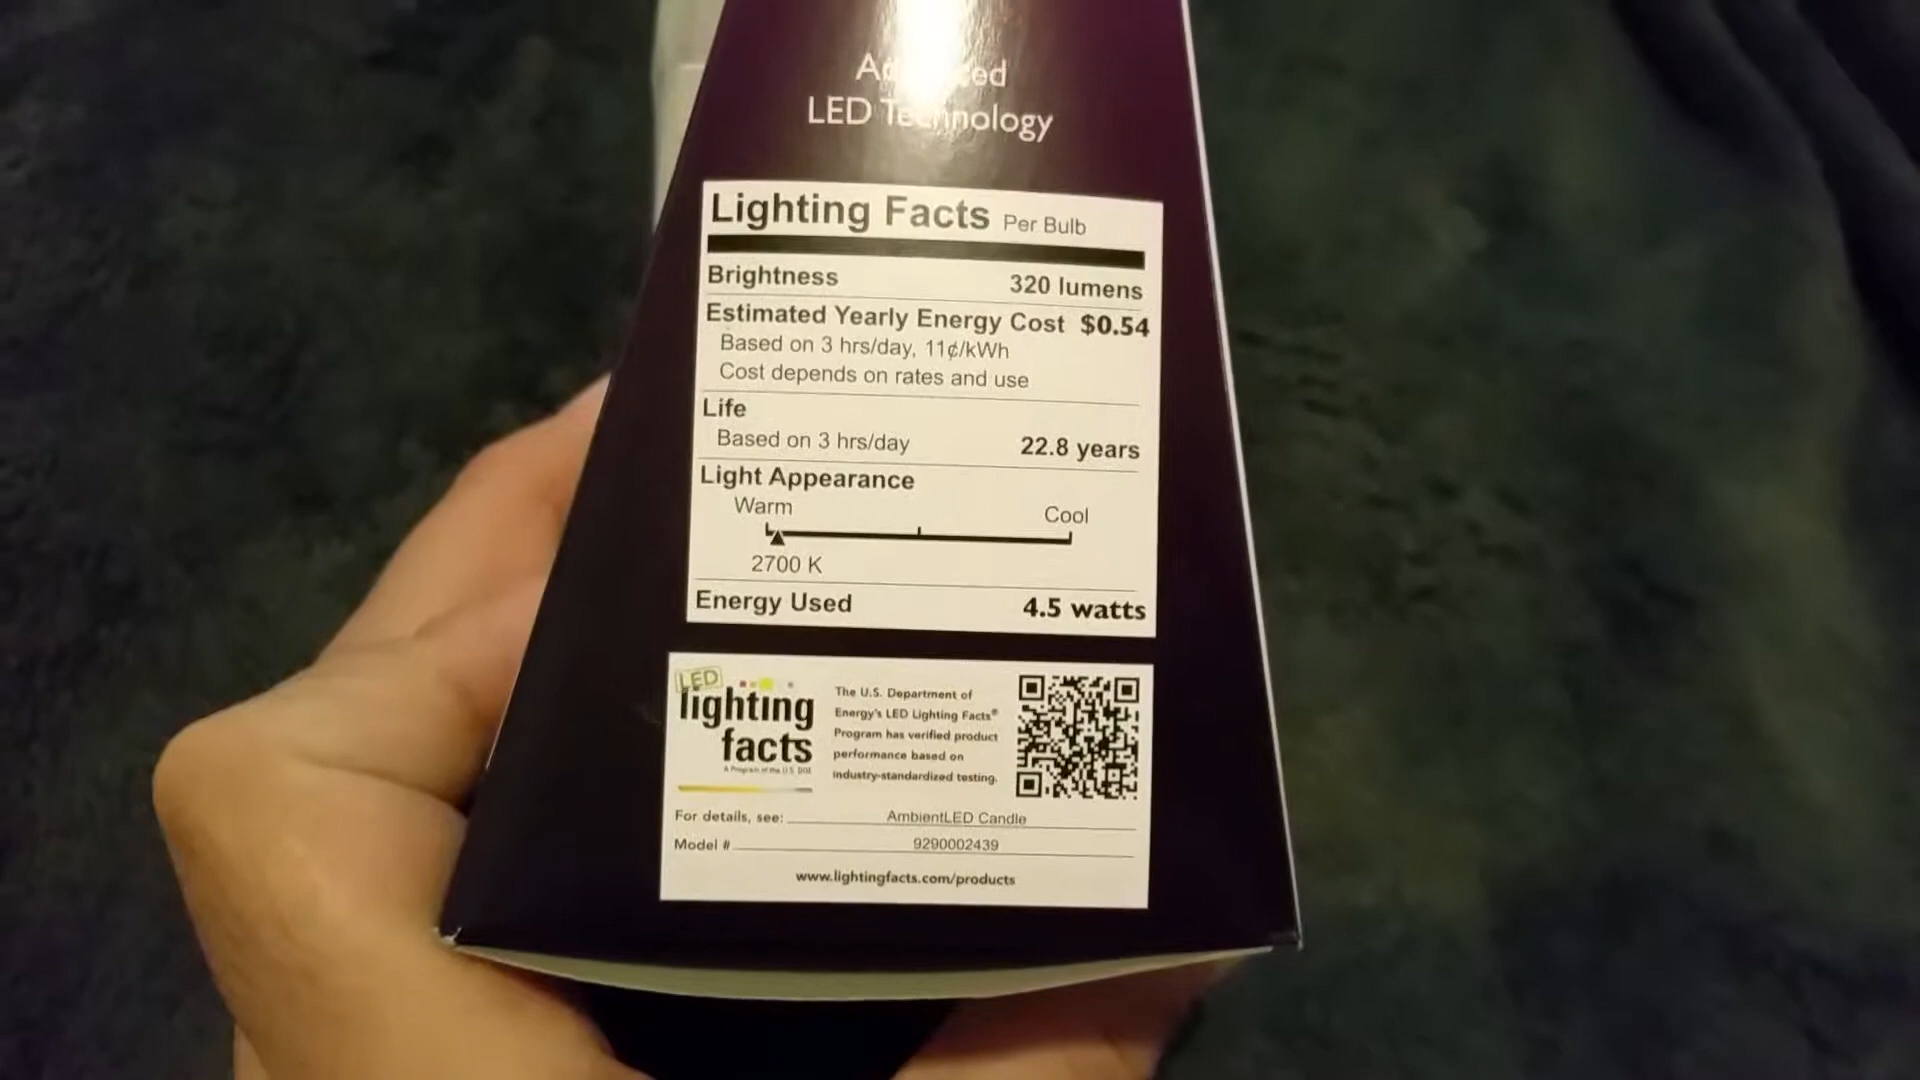 LED Technology
Lighting Facts Per Bulb
Brightness 320 lumens
Estimated Yearly Energy Cost $0.54
Based on 3 hrs/day, 11¢/kWh
Cost depends on rates and use
Life
Based on 3 hrs/day 22.8 years
Light Appearance
Warm Cool
2700 K
Energy Used 4.5 watts
LED
lighting
facts
A Program of the U.S. DOE
The U.S. Department of
Energy's LED Lighting Facts®
Program has verified product
performance based on
industry-standardized testing.
For details, see: AmbientLED Candle
Model # 9290002439
www.lightingfacts.com/products